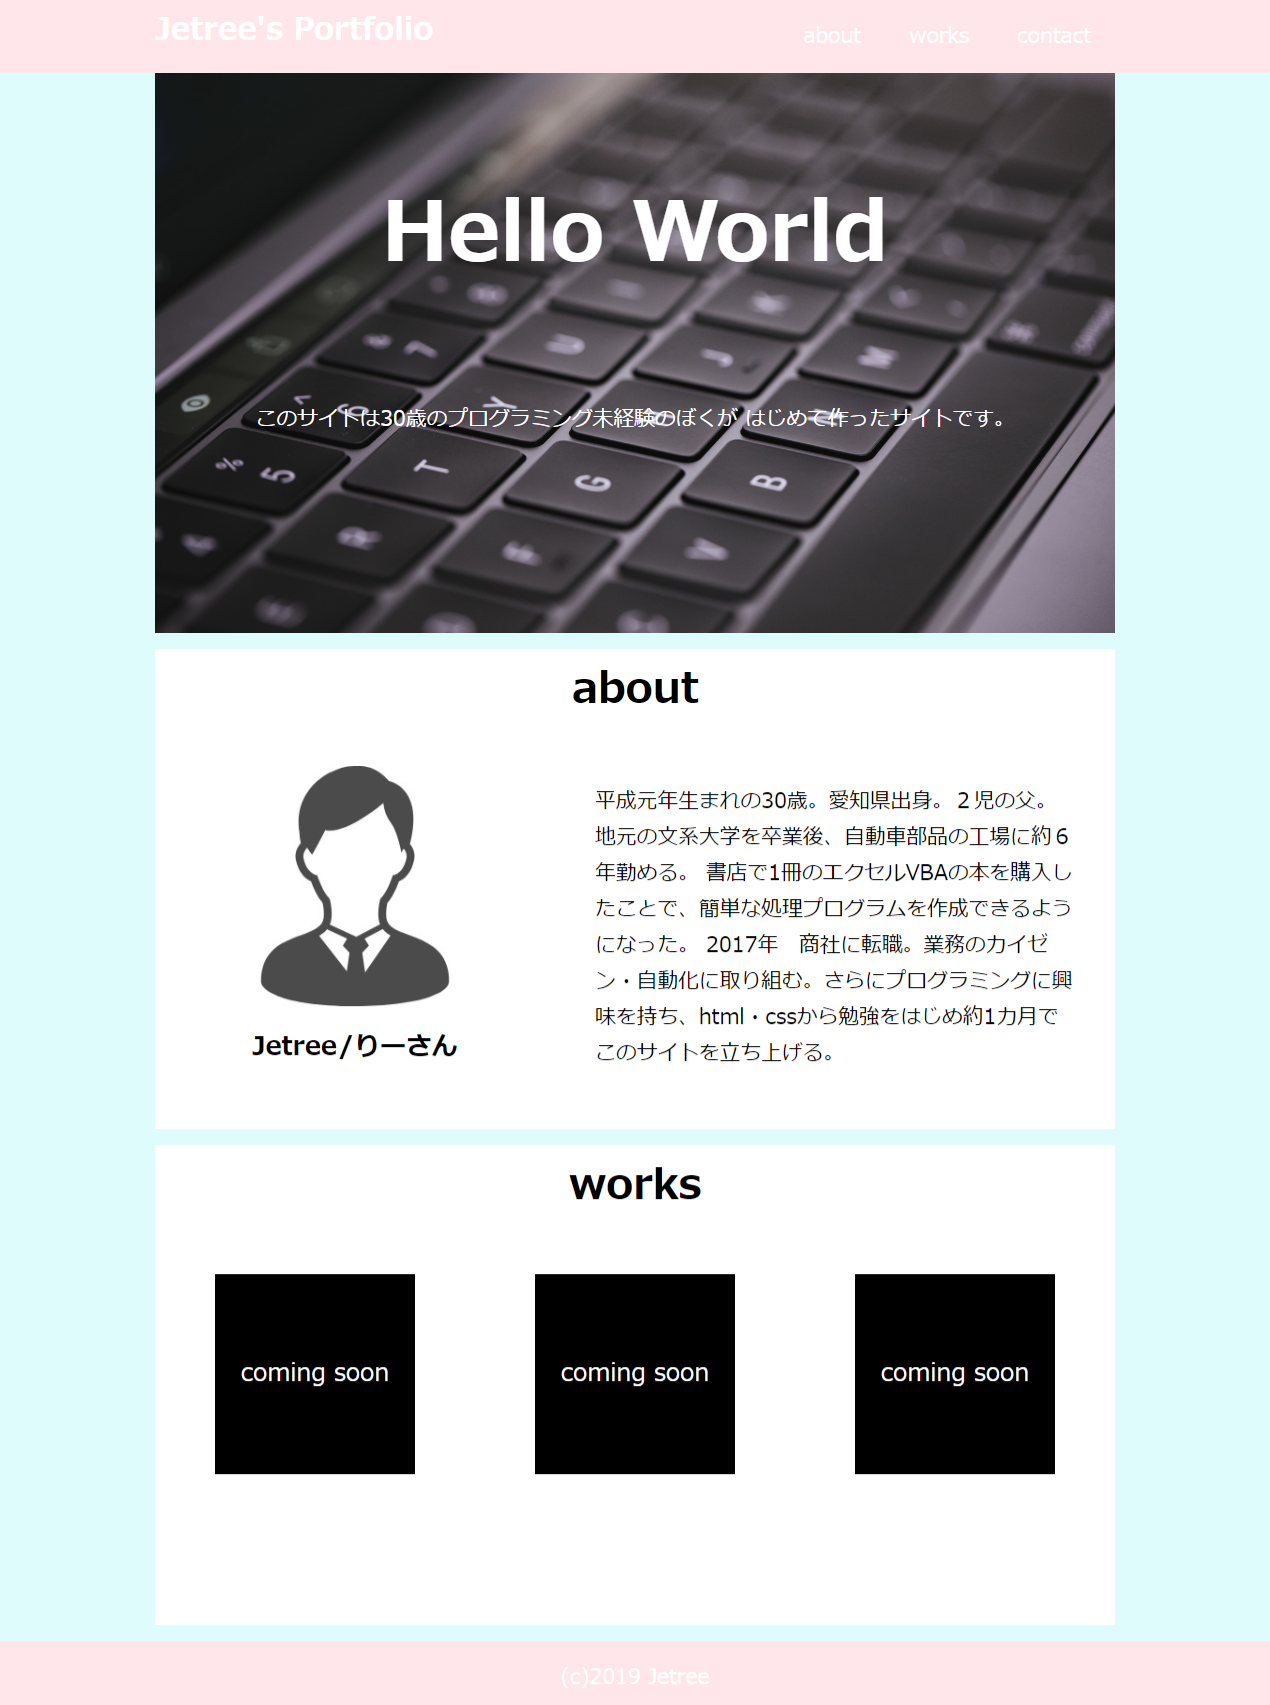 Jetree's Portfolio
about works contact
Hello World
このサイトは30歳のプログラミング未経験のぼくが はじめて作ったサイトです。
about
平成元年生まれの30歳。愛知県出身。２児の父。
地元の文系大学を卒業後、自動車部品の工場に約６
年勤める。 書店で1冊のエクセルVBAの本を購入し
たことで、簡単な処理プログラムを作成できるよう
になった。 2017年　商社に転職。業務のカイゼ
ン・自動化に取り組む。さらにプログラミングに興
味を持ち、html・cssから勉強をはじめ約1カ月で
このサイトを立ち上げる。
Jetree/りーさん
works
coming soon
coming soon
coming soon
(c)2019 Jetree